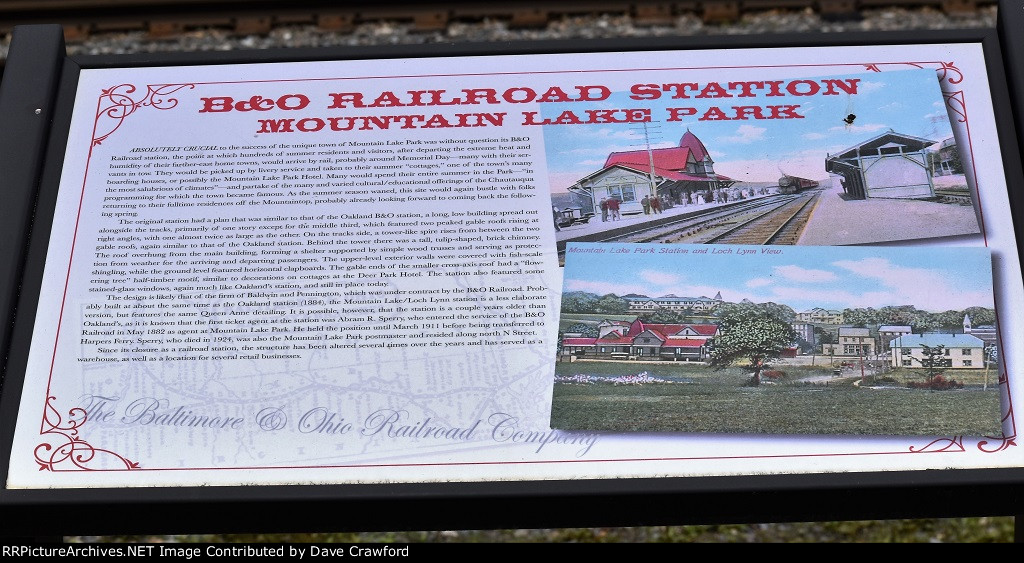 B&O RAILROAD STATION
MOUNTAIN LAKE PARK
ABSOLUTELY CRUCIAL to the success of the unique town of Mountain Lake Park was without question its B&O
Railroad station, the point at which hundreds of summer residents and visitors, after departing the extreme heat and
humidity of their further-east home towns, would arrive by rail, probably around Memorial Day—many with their ser-
vants in tow. They would be picked up by livery service and taken to their summer "cottages," one of the town's many
boarding houses, or possibly the Mountain Lake Park Hotel. Many would spend their entire summer in the Park—"in
the most salubrious of climates"—and partake of the many and varied cultural/educational offerings of the Chautauqua
programming for which the town became famous. As the summer season waned, this site would again bustle with folks
returning to their fulltime residences off the Mountaintop, probably already looking forward to coming back the follow-
ing spring.
The original station had a plan that was similar to that of the Oakland B&O station, a long, low building spread out
alongside the tracks, primarily of one story except for the middle third, which featured two peaked gable roofs rising at
right angles, with one almost twice as large as the other. On the tracks side, a tower-like spire rises from between the two
gable roofs, again similar to that of the Oakland station. Behind the tower there was a tall, tulip-shaped, brick chimney.
The roof overhung from the main building, forming a shelter supported by simple wood trusses and serving as protec-
tion from weather for the arriving and departing passengers. The upper-level exterior walls were covered with fish-scale
shingling, while the ground level featured horizontal clapboards. The gable ends of the smaller cross-axis roof had a "flow-
ering tree" half-timber motif, similar to decorations on cottages at the Deer Park Hotel. The station also featured some
stained-glass windows, again much like Oakland's station, and still in place today.
The design is likely that of the firm of Baldwin and Pennington, which was under contract by the B&O Railroad. Prob-
ably built at about the same time as the Oakland station (1884), the Mountain Lake/Loch Lynn station is a less elaborate
version, but features the same Queen Anne detailing. It is possible, however, that the station is a couple years older than
Oakland's, as it is known that the first ticket agent at the station was Abram R. Sperry, who entered the service of the B&O
Railroad in May 1882 as agent at Mountain Lake Park. He held the position until March 1911 before being transferred to
Harpers Ferry. Sperry, who died in 1924, was also the Mountain Lake Park postmaster and resided along north N Street.
Since its closure as a railroad station, the structure has been altered several times over the years and has served as a
warehouse, as well as a location for several retail businesses.
Mountain Lake Park Station and Loch Lynn View.
The Baltimore & Ohio Railroad Company
RRPictureArchives.NET Image Contributed by Dave Crawford